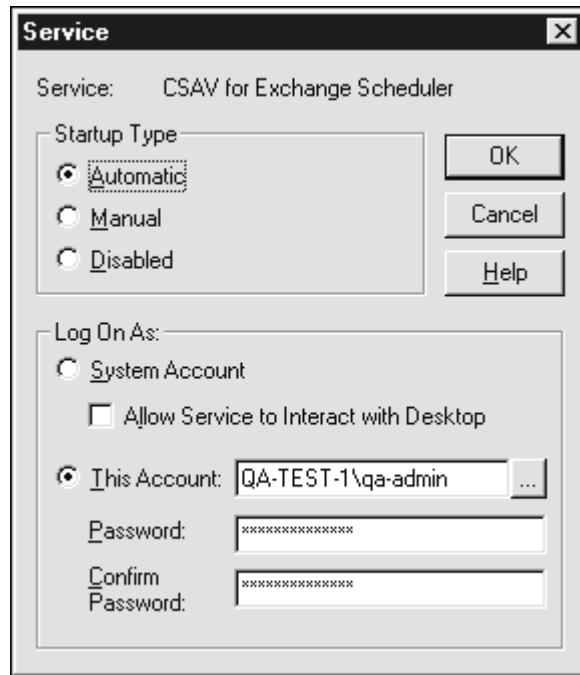 Service
Service: CSAV for Exchange Scheduler
Startup Type
Automatic
Manual
Disabled
OK
Cancel
Help
Log On As:
System Account
Allow Service to Interact with Desktop
This Account: QA-TEST-1\qa-admin ...
Password: **************
Confirm
Password: **************